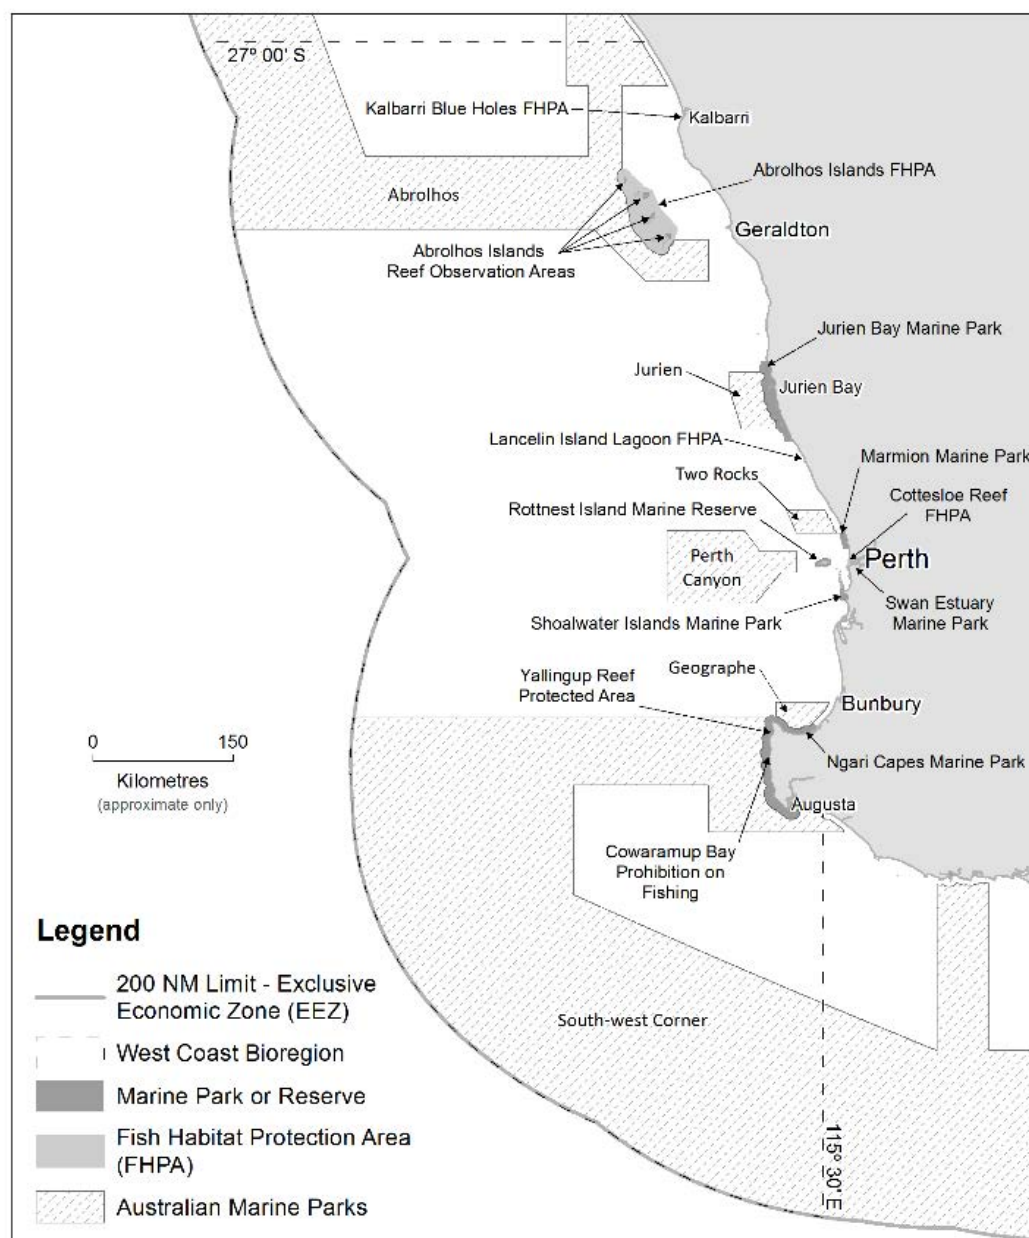 27º 00' S
Kalbarri Blue Holes FHPA
Kalbarri
Abrolhos Islands FHPA
Abrolhos
Geraldton
Abrolhos Islands
Reef Observation Areas
Jurien Bay Marine Park
Jurien
Jurien Bay
Lancelin Island Lagoon FHPA
Marmion Marine Park
Two Rocks
Cottesloe Reef
FHPA
Rottnest Island Marine Reserve
Perth
Canyon
Perth
Swan Estuary
Marine Park
Shoalwater Islands Marine Park
Geographe
Yallingup Reef
Protected Area
Bunbury
0 150
Kilometres
(approximate only)
Ngari Capes Marine Park
Augusta
Cowaramup Bay
Prohibition on
Fishing
South-west Corner
115º 30' E
Legend
200 NM Limit - Exclusive
Economic Zone (EEZ)
West Coast Bioregion
Marine Park or Reserve
Fish Habitat Protection Area
(FHPA)
Australian Marine Parks